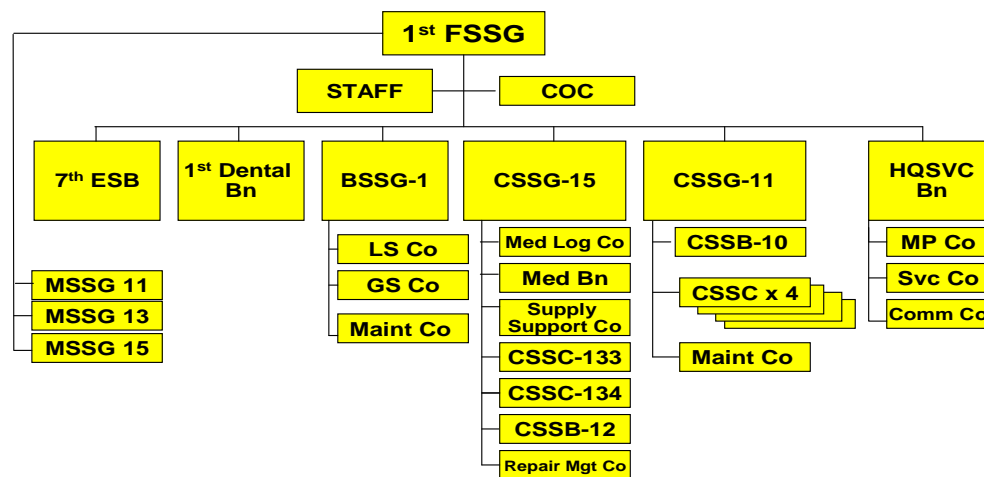 1st FSSG
STAFF
COC
7th ESB
1st Dental
Bn
BSSG-1
CSSG-15
CSSG-11
HQSVC
Bn
LS Co
GS Co
Maint Co
Med Log Co
Med Bn
Supply
Support Co
CSSC-133
CSSC-134
CSSB-12
Repair Mgt Co
CSSB-10
CSSC x 4
Maint Co
MP Co
Svc Co
Comm Co
MSSG 11
MSSG 13
MSSG 15